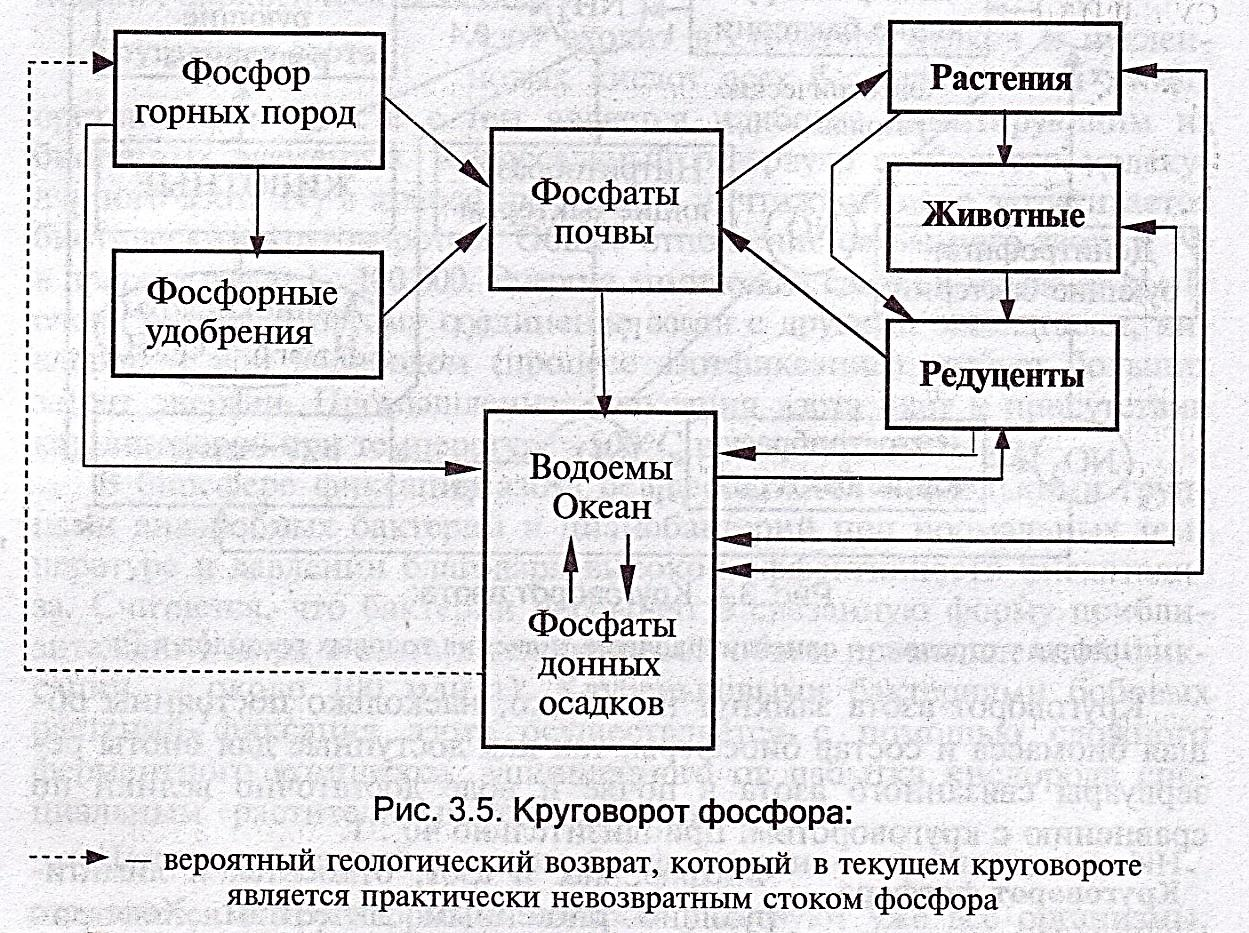 Фосфор
горных пород
Растения
Фосфаты
почвы
Животные
Фосфорные
удобрения
Редуценты
Водоемы
Океан
Фосфаты
донных
осадков
Рис. 3.5. Круговорот фосфора:
— вероятный геологический возврат, который в текущем круговороте
является практически невозвратным стоком фосфора